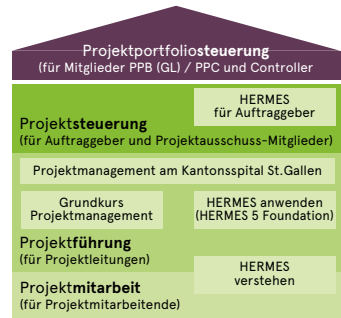 Projektportfoliosteuerung
(für Mitglieder PPB (GL) / PPC und Controller
HERMES
für Auftraggeber
Projektsteuerung
(für Auftraggeber und Projektausschuss-Mitglieder)
Projektmanagement am Kantonsspital St.Gallen
Grundkurs
Projektmanagement
HERMES anwenden
(HERMES 5 Foundation)
Projektführung
(für Projektleitungen)
HERMES
verstehen
Projektmitarbeit
(für Projektmitarbeitende)